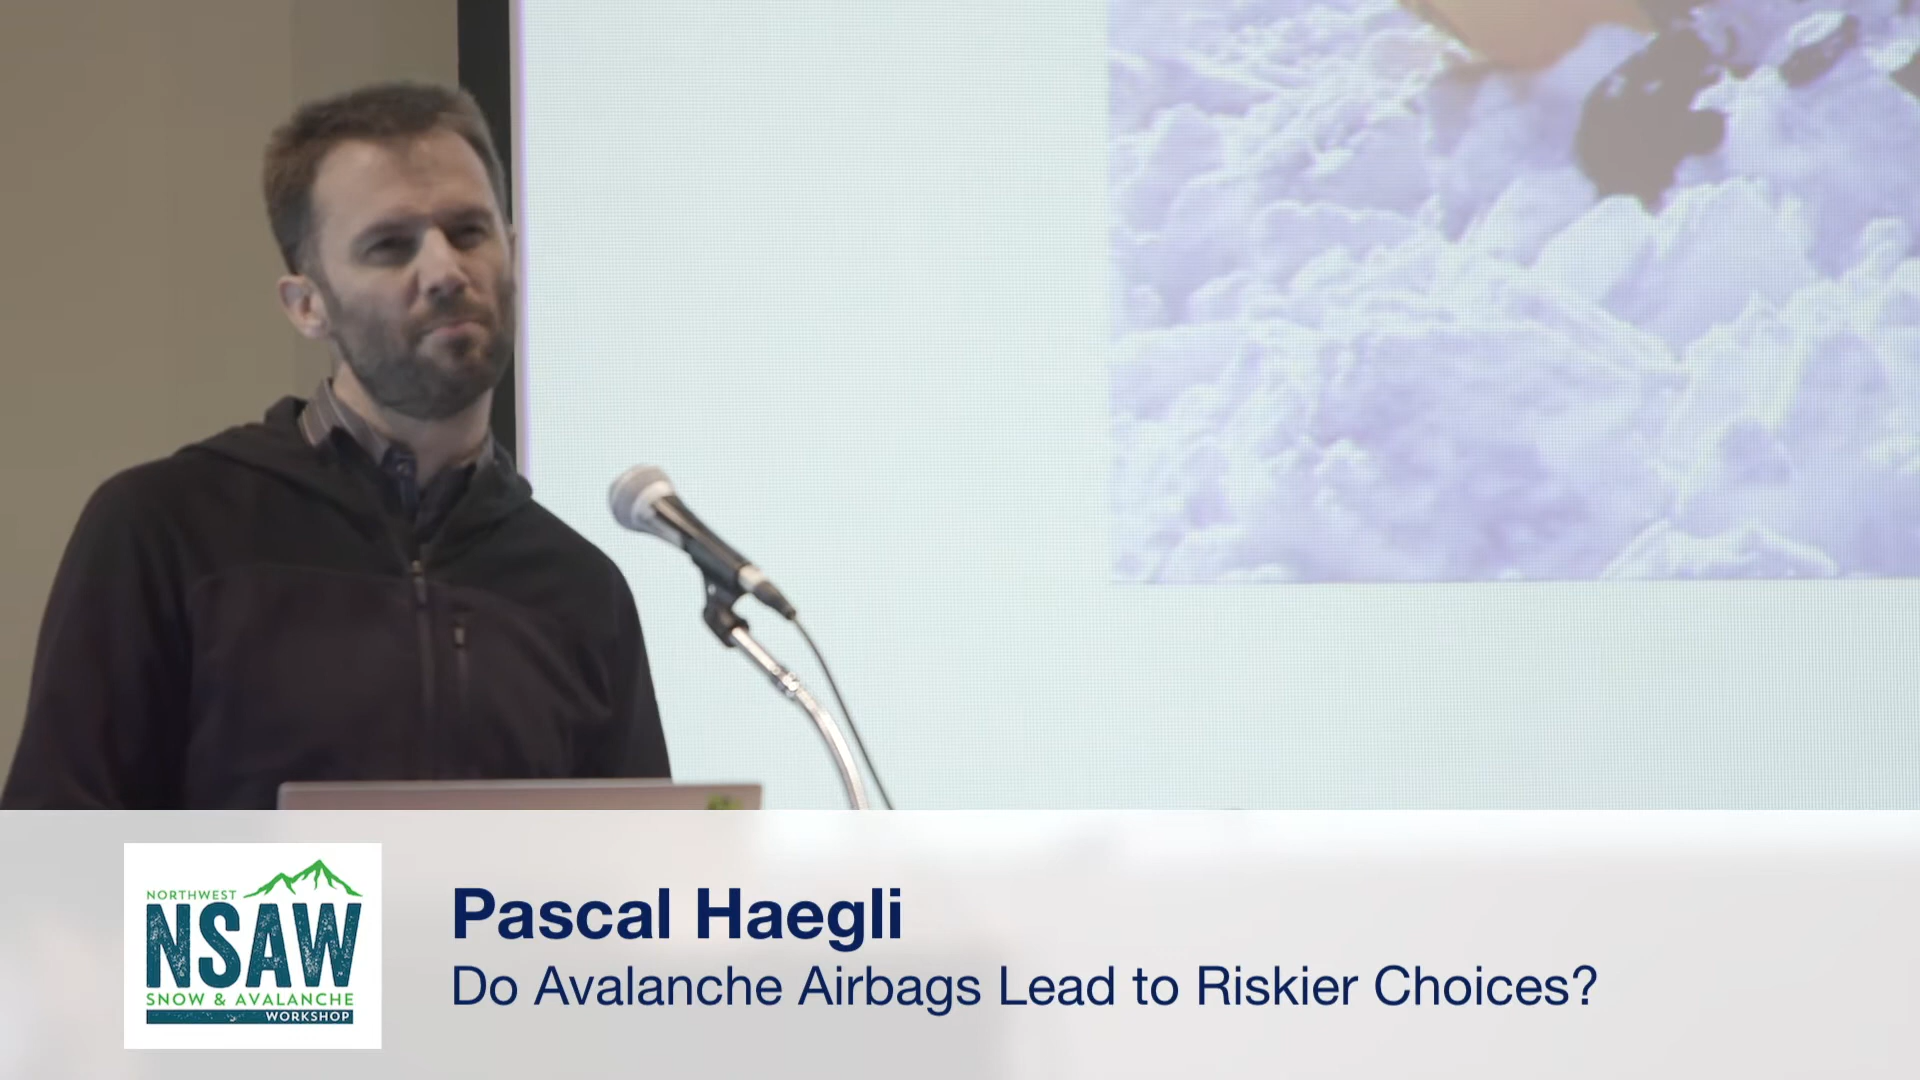 NORTHWEST
NSAW
SNOW & AVALANCHE
WORKSHOP
Pascal Haegli
Do Avalanche Airbags Lead to Riskier Choices?